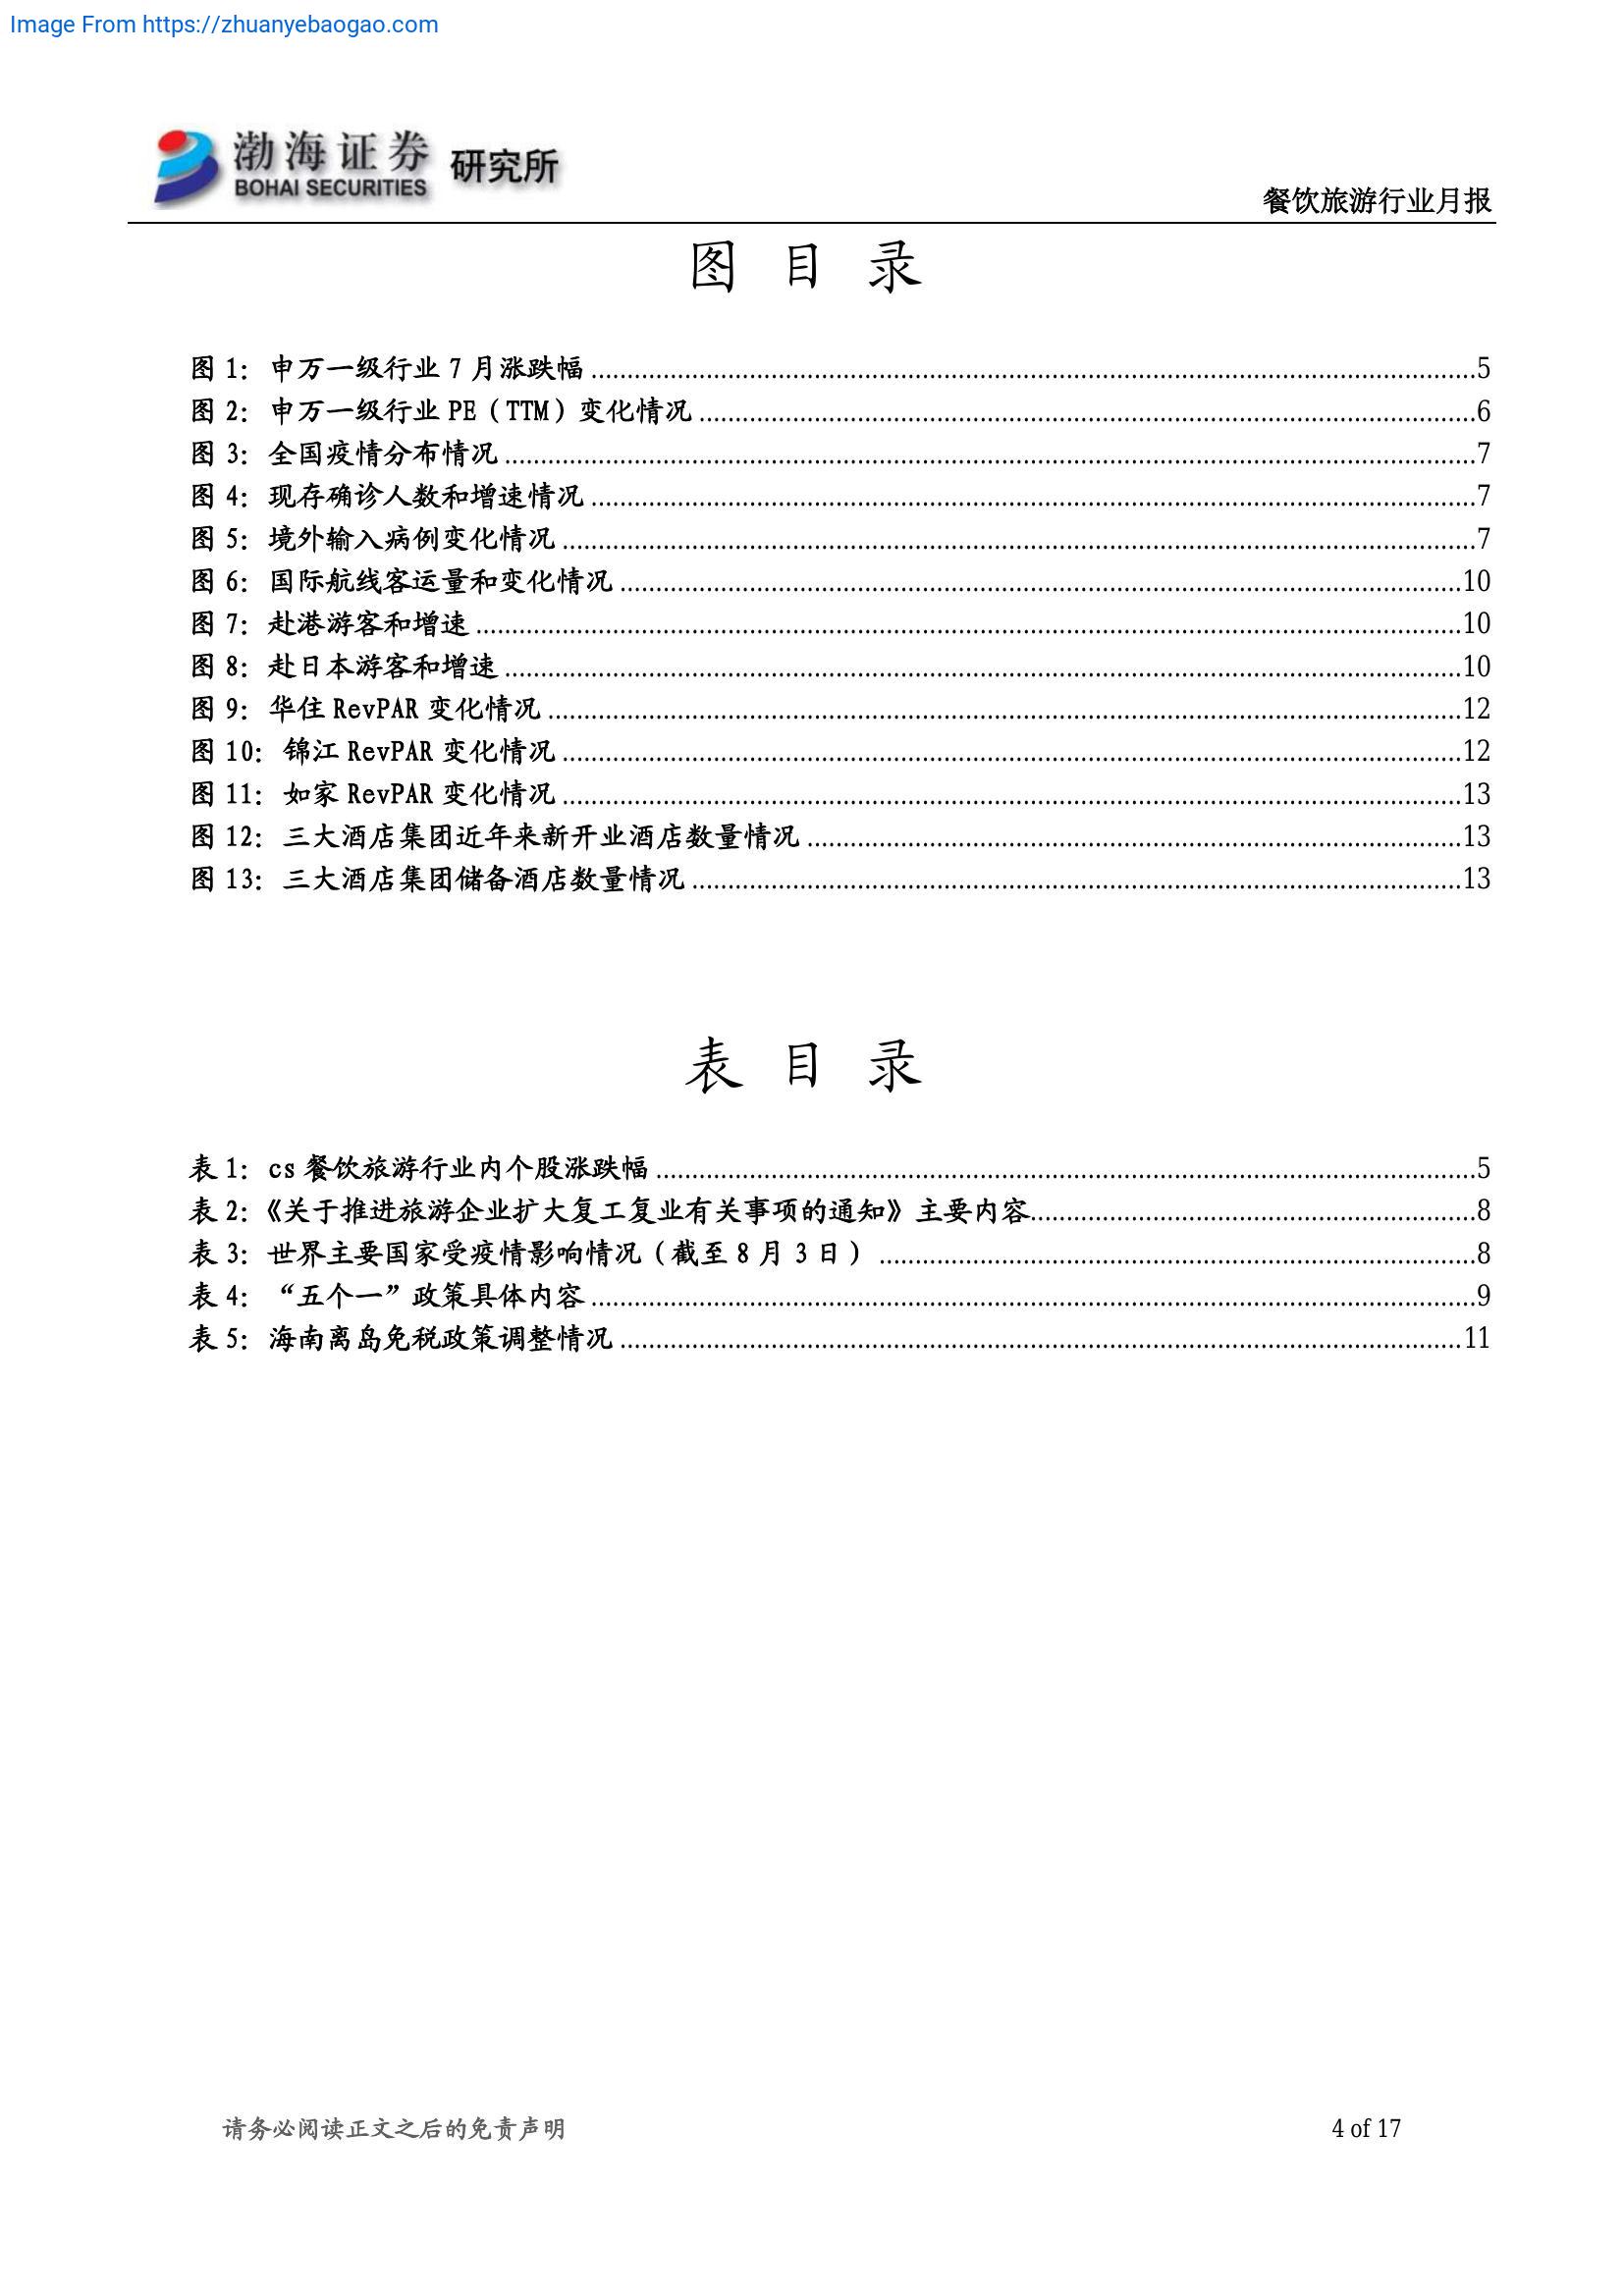 Image From https://zhuanyebaogao.com
渤海证券 研究所
BOHAI SECURITIES
餐饮旅游行业月报
图 目 录
图 1：申万一级行业 7 月涨跌幅 ........ 5
图 2：申万一级行业 PE（TTM）变化情况 ........ 6
图 3：全国疫情分布情况 ........ 7
图 4：现存确诊人数和增速情况 ........ 7
图 5：境外输入病例变化情况 ........ 7
图 6：国际航线客运量和变化情况 ........ 10
图 7：赴港游客和增速 ........ 10
图 8：赴日本游客和增速 ........ 10
图 9：华住 RevPAR 变化情况 ........ 12
图 10：锦江 RevPAR 变化情况 ........ 12
图 11：如家 RevPAR 变化情况 ........ 13
图 12：三大酒店集团近年来新开业酒店数量情况 ........ 13
图 13：三大酒店集团储备酒店数量情况 ........ 13
表 目 录
表 1：cs 餐饮旅游行业内个股涨跌幅 ........ 5
表 2：《关于推进旅游企业扩大复工复业有关事项的通知》主要内容 ........ 8
表 3：世界主要国家受疫情影响情况（截至 8 月 3 日） ........ 8
表 4：“五个一”政策具体内容 ........ 9
表 5：海南离岛免税政策调整情况 ........ 11
请务必阅读正文之后的免责声明
4 of 17